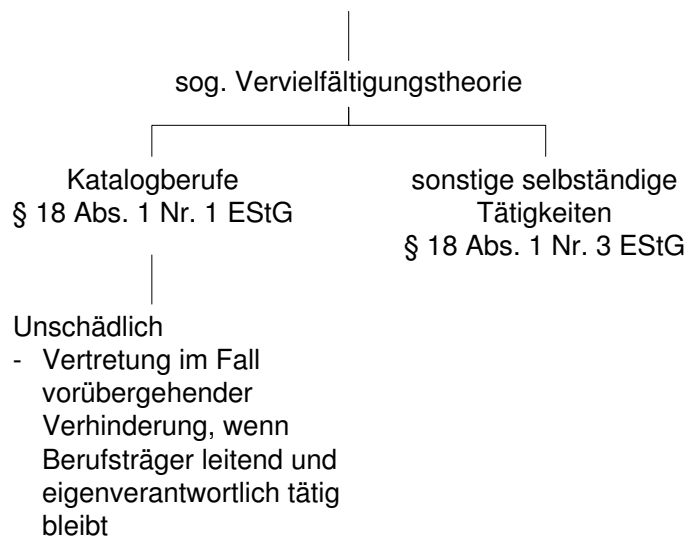 sog. Vervielfältigungstheorie
Katalogberufe
§ 18 Abs. 1 Nr. 1 EStG
sonstige selbständige
Tätigkeiten
§ 18 Abs. 1 Nr. 3 EStG
Unschädlich
- Vertretung im Fall
vorübergehender
Verhinderung, wenn
Berufsträger leitend und
eigenverantwortlich tätig
bleibt